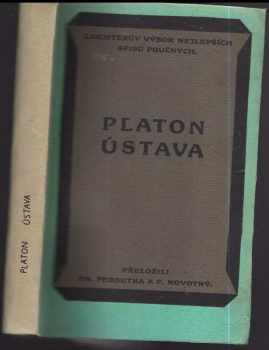 LAICHTERŮV VÝBOR NEJLEPŠÍCH
SPISŮ POUČNÝCH.
PLATON
ÚSTAVA
PŘELOŽILI
DR. PEROUTKA A F. NOVOTNÝ.
PLATON ÚSTAVA